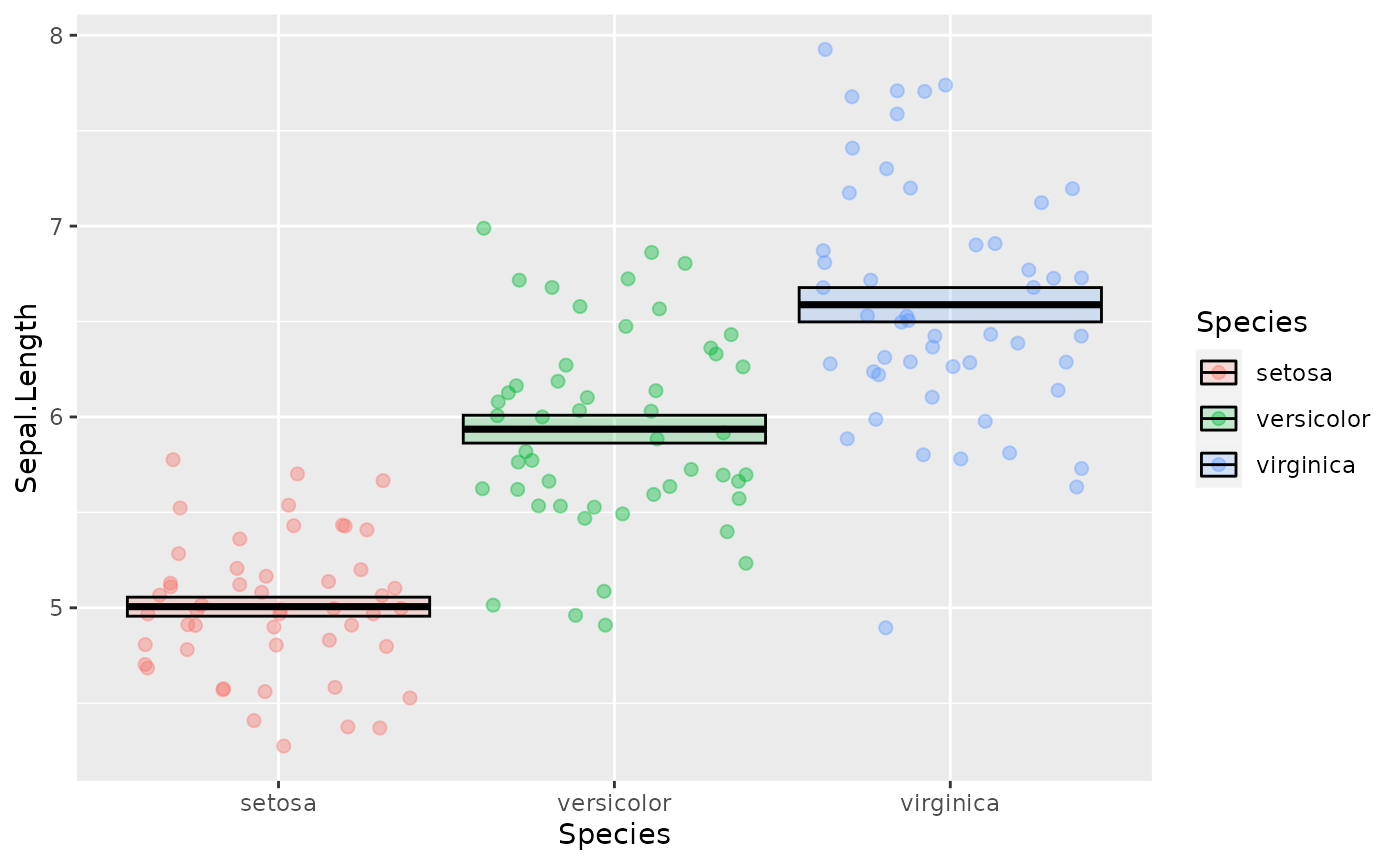 8
7
6
5
Sepal.Length
setosa
versicolor
virginica
Species
Species
setosa
versicolor
virginica